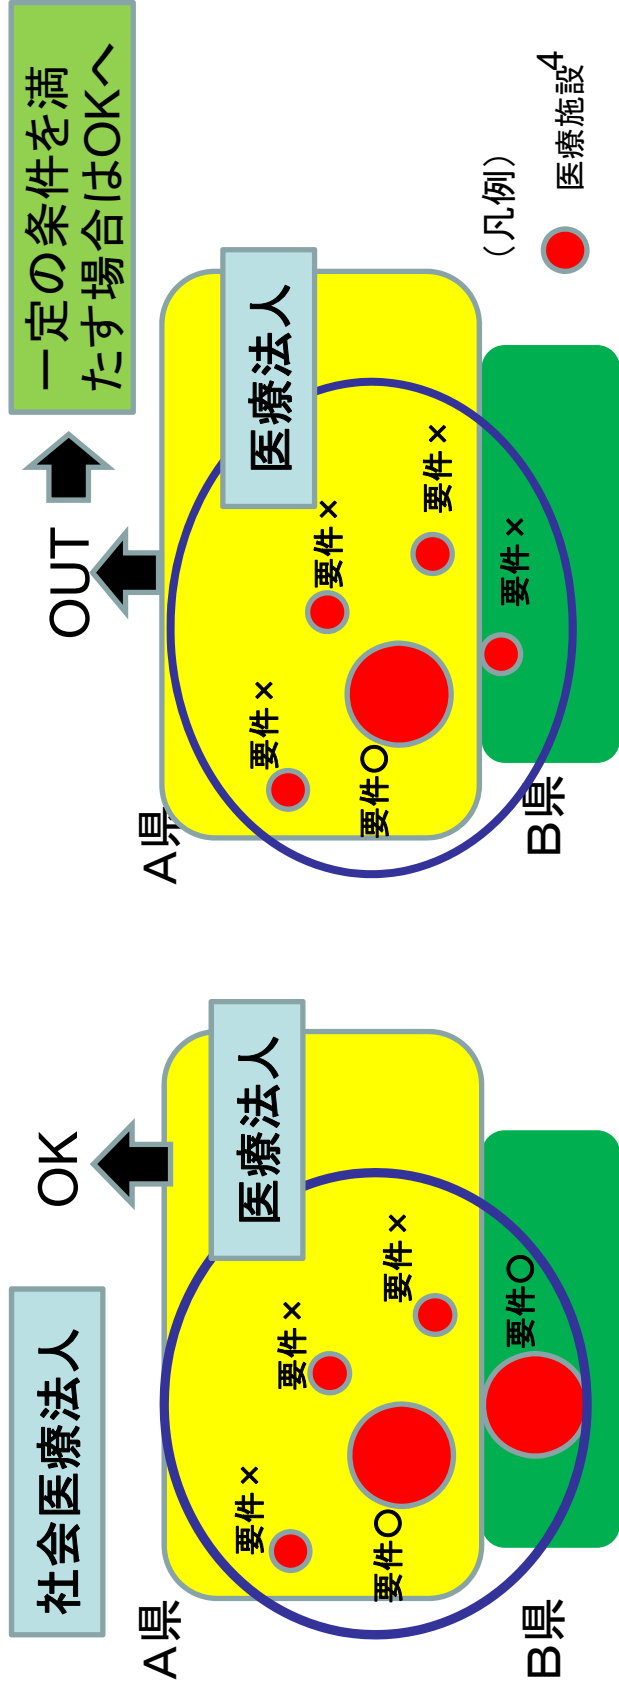 社会医療法人
OK
OUT
一定の条件を満
たす場合はOKへ
A県
医療法人
要件×
要件×
要件×
要件○
要件○
B県
A県
医療法人
要件×
要件×
要件×
要件○
要件×
B県
（凡例）
医療施設
4